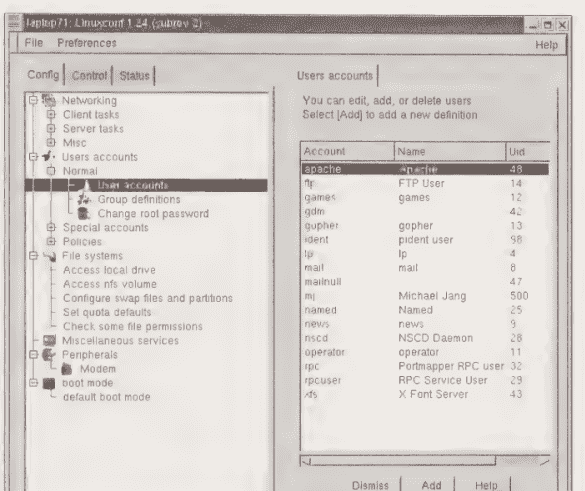 laptop71: Linuxconf 1.24 (subrev 2)
File Preferences Help
Config Control Status
Networking
Client tasks
Server tasks
Misc
Users accounts
Normal
User accounts
Group definitions
Change root password
Special accounts
Policies
File systems
Access local drive
Access nfs volume
Configure swap files and partitions
Set quota defaults
Check some file permissions
Miscellaneous services
Peripherals
Modem
boot mode
default boot mode
Users accounts
You can edit, add, or delete users
Select [Add] to add a new definition
Account Name Uid
apache Apache 48
ftp FTP User 14
games games 12
gdm 42
gopher gopher 13
ident pident user 98
lp lp 4
mail mail 8
mailnull 47
mj Michael Jang 500
named Named 25
news news 9
nscd NSCD Daemon 28
operator operator 11
rpc Portmapper RPC user 32
rpcuser RPC Service User 29
xfs X Font Server 43
Dismiss Add Help